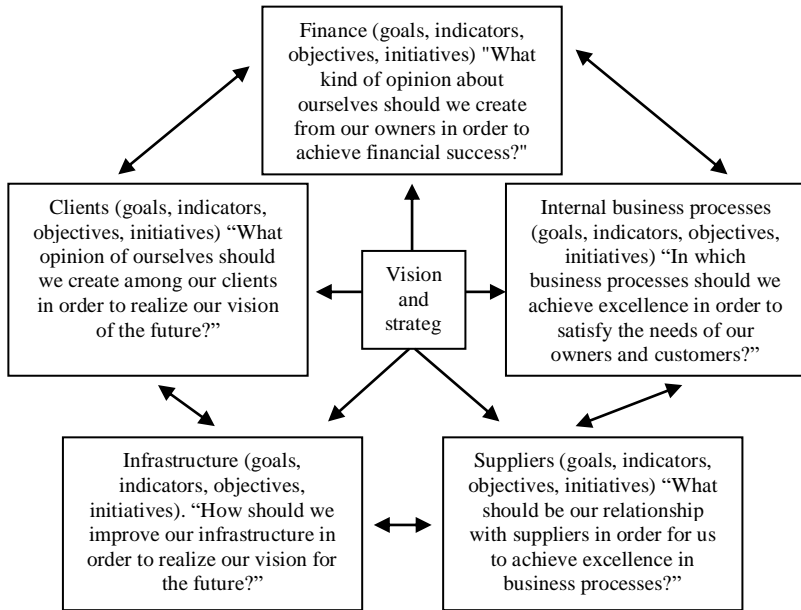 Finance (goals, indicators,
objectives, initiatives) "What
kind of opinion about
ourselves should we create
from our owners in order to
achieve financial success?"
Clients (goals, indicators,
objectives, initiatives) “What
opinion of ourselves should
we create among our clients
in order to realize our vision
of the future?”
Vision
and
strateg
Internal business processes
(goals, indicators, objectives,
initiatives) “In which
business processes should we
achieve excellence in order to
satisfy the needs of our
owners and customers?”
Infrastructure (goals,
indicators, objectives,
initiatives). “How should we
improve our infrastructure in
order to realize our vision for
the future?”
Suppliers (goals, indicators,
objectives, initiatives) “What
should be our relationship
with suppliers in order for us
to achieve excellence in
business processes?”